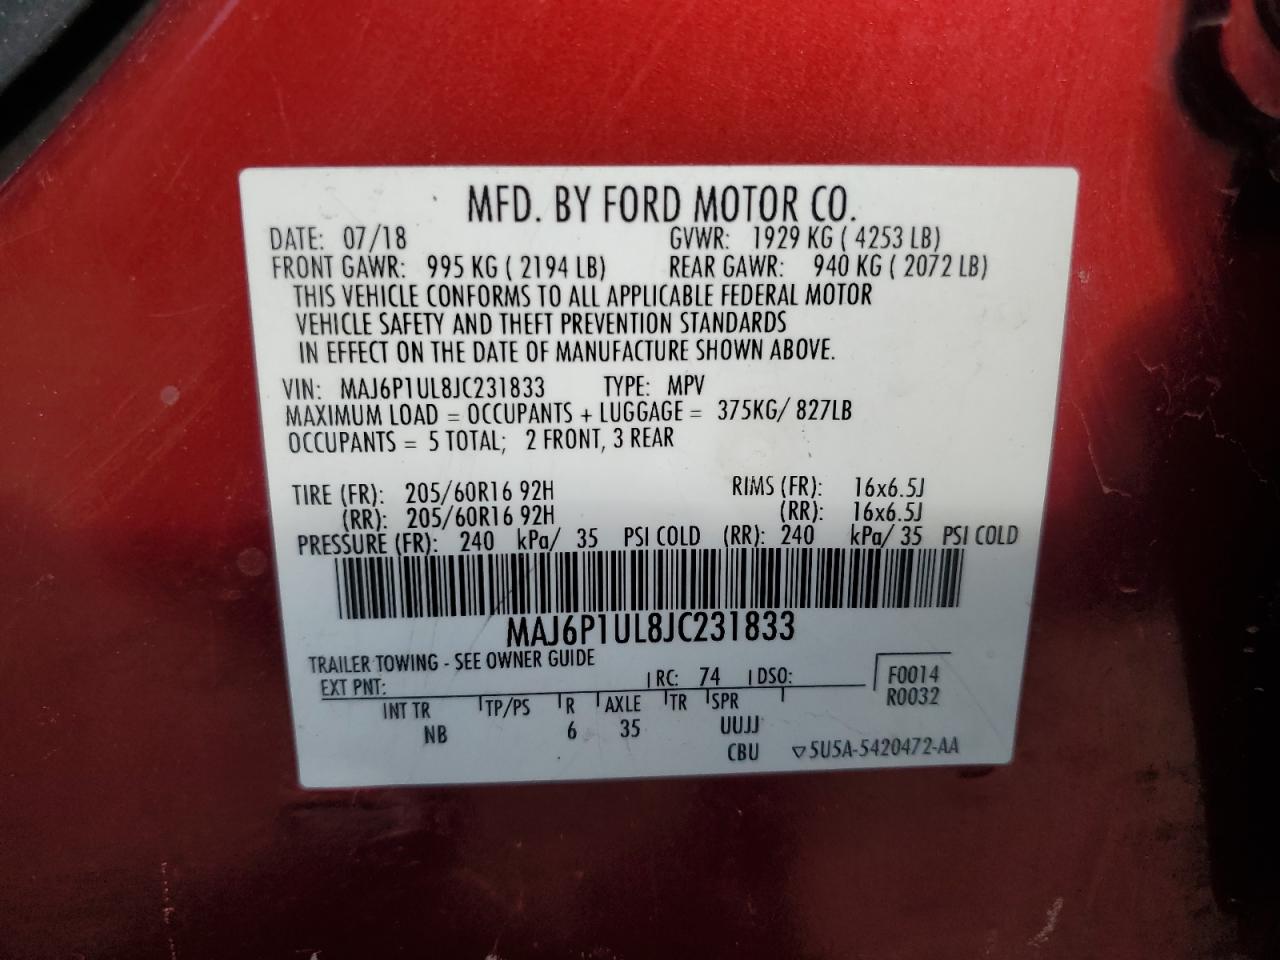 MFD. BY FORD MOTOR CO.
DATE: 07/18 GVWR: 1929 KG ( 4253 LB)
FRONT GAWR: 995 KG ( 2194 LB) REAR GAWR: 940 KG ( 2072 LB)
THIS VEHICLE CONFORMS TO ALL APPLICABLE FEDERAL MOTOR
VEHICLE SAFETY AND THEFT PREVENTION STANDARDS
IN EFFECT ON THE DATE OF MANUFACTURE SHOWN ABOVE.
VIN: MAJ6P1UL8JC231833 TYPE: MPV
MAXIMUM LOAD = OCCUPANTS + LUGGAGE = 375KG/ 827LB
OCCUPANTS = 5 TOTAL; 2 FRONT, 3 REAR
TIRE (FR): 205/60R16 92H RIMS (FR): 16x6.5J
(RR): 205/60R16 92H (RR): 16x6.5J
PRESSURE (FR): 240 kPa/ 35 PSI COLD (RR): 240 kPa/ 35 PSI COLD
MAJ6P1UL8JC231833
TRAILER TOWING - SEE OWNER GUIDE
EXT PNT: RC: 74 DSO: F0014
R0032
INT TR TP/PS R AXLE TR SPR
NB 6 35 UUJJ
CBU ▽5U5A-5420472-AA